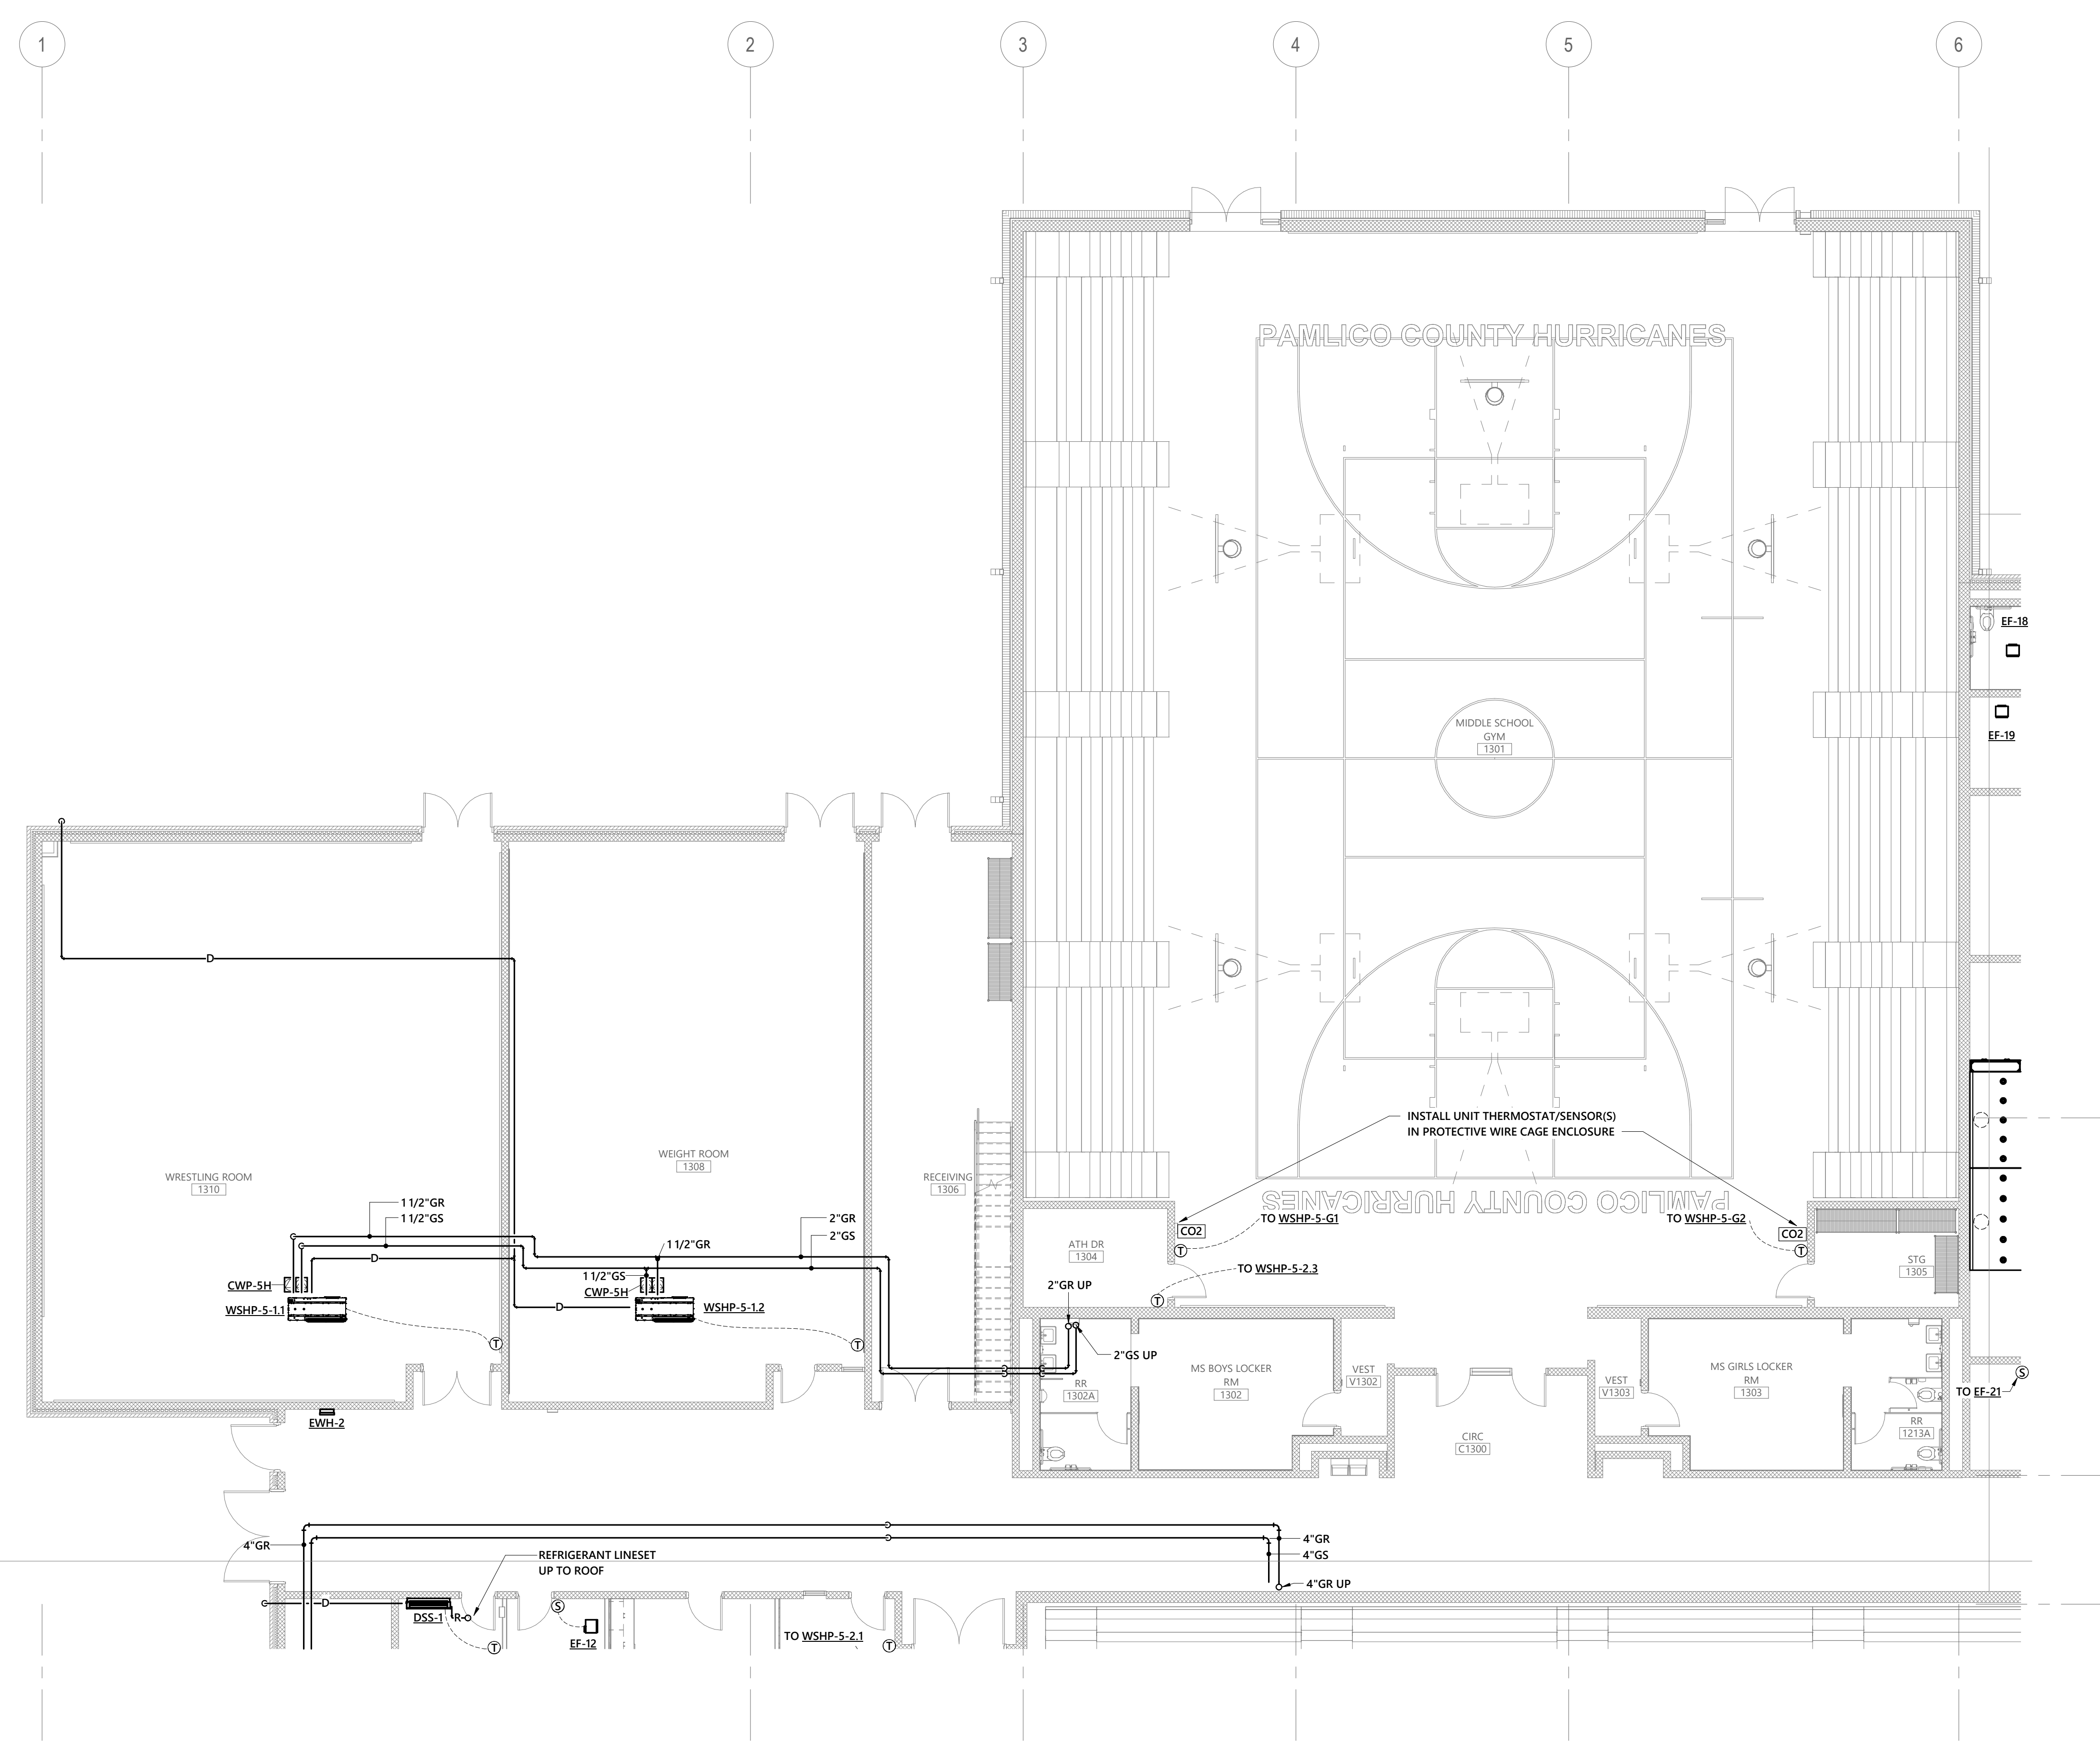 1
2
3
4
5
6
PAMLICO COUNTY HURRICANES
EF-18
EF-19
MIDDLE SCHOOL
GYM
1301
D
INSTALL UNIT THERMOSTAT/SENSOR(S)
IN PROTECTIVE WIRE CAGE ENCLOSURE
WRESTLING ROOM
1310
WEIGHT ROOM
1308
RECEIVING
1306
PAMLICO COUNTY HURRICANES
1 1/2"GR
1 1/2"GS
2"GR
2"GS
1 1/2"GR
1 1/2"GS
D
D
CWP-5H
WSHP-5-1.1
CWP-5H
WSHP-5-1.2
T
T
TO WSHP-5-G1
CO2
T
TO WSHP-5-G2
CO2
T
ATH DR
1304
TO WSHP-5-2.3
T
STG
1305
2"GR UP
2"GS UP
RR
1302A
MS BOYS LOCKER
RM
1302
VEST
V1302
VEST
V1303
MS GIRLS LOCKER
RM
1303
RR
1213A
CIRC
C1300
S
TO EF-21
EWH-2
4"GR
4"GR
4"GS
4"GR UP
REFRIGERANT LINESET
UP TO ROOF
D
DSS-1
R
T
S
EF-12
TO WSHP-5-2.1
T